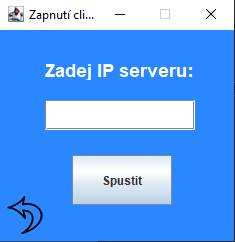 Zapnutí cli...
Zadej IP serveru:
Spustit